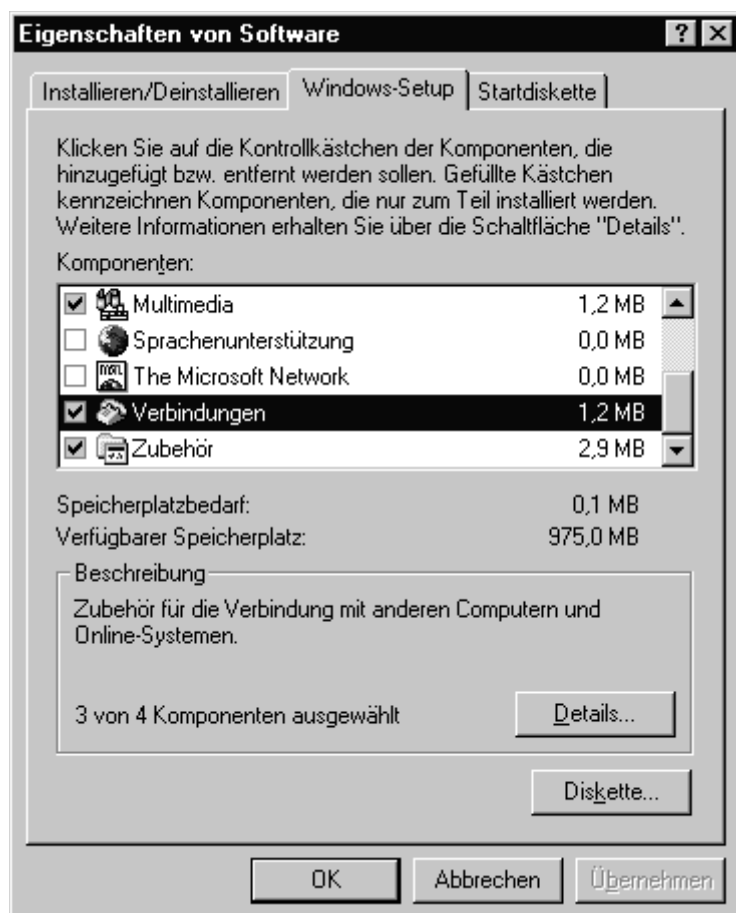 Eigenschaften von Software
Installieren/Deinstallieren Windows-Setup Startdiskette
Klicken Sie auf die Kontrollkästchen der Komponenten, die
hinzugefügt bzw. entfernt werden sollen. Gefüllte Kästchen
kennzeichnen Komponenten, die nur zum Teil installiert werden.
Weitere Informationen erhalten Sie über die Schaltfläche "Details".
Komponenten:
Multimedia 1,2 MB
Sprachenunterstützung 0,0 MB
msn. The Microsoft Network 0,0 MB
Verbindungen 1,2 MB
Zubehör 2,9 MB
Speicherplatzbedarf: 0,1 MB
Verfügbarer Speicherplatz: 975,0 MB
Beschreibung
Zubehör für die Verbindung mit anderen Computern und
Online-Systemen.
3 von 4 Komponenten ausgewählt Details...
Diskette...
OK Abbrechen Übernehmen